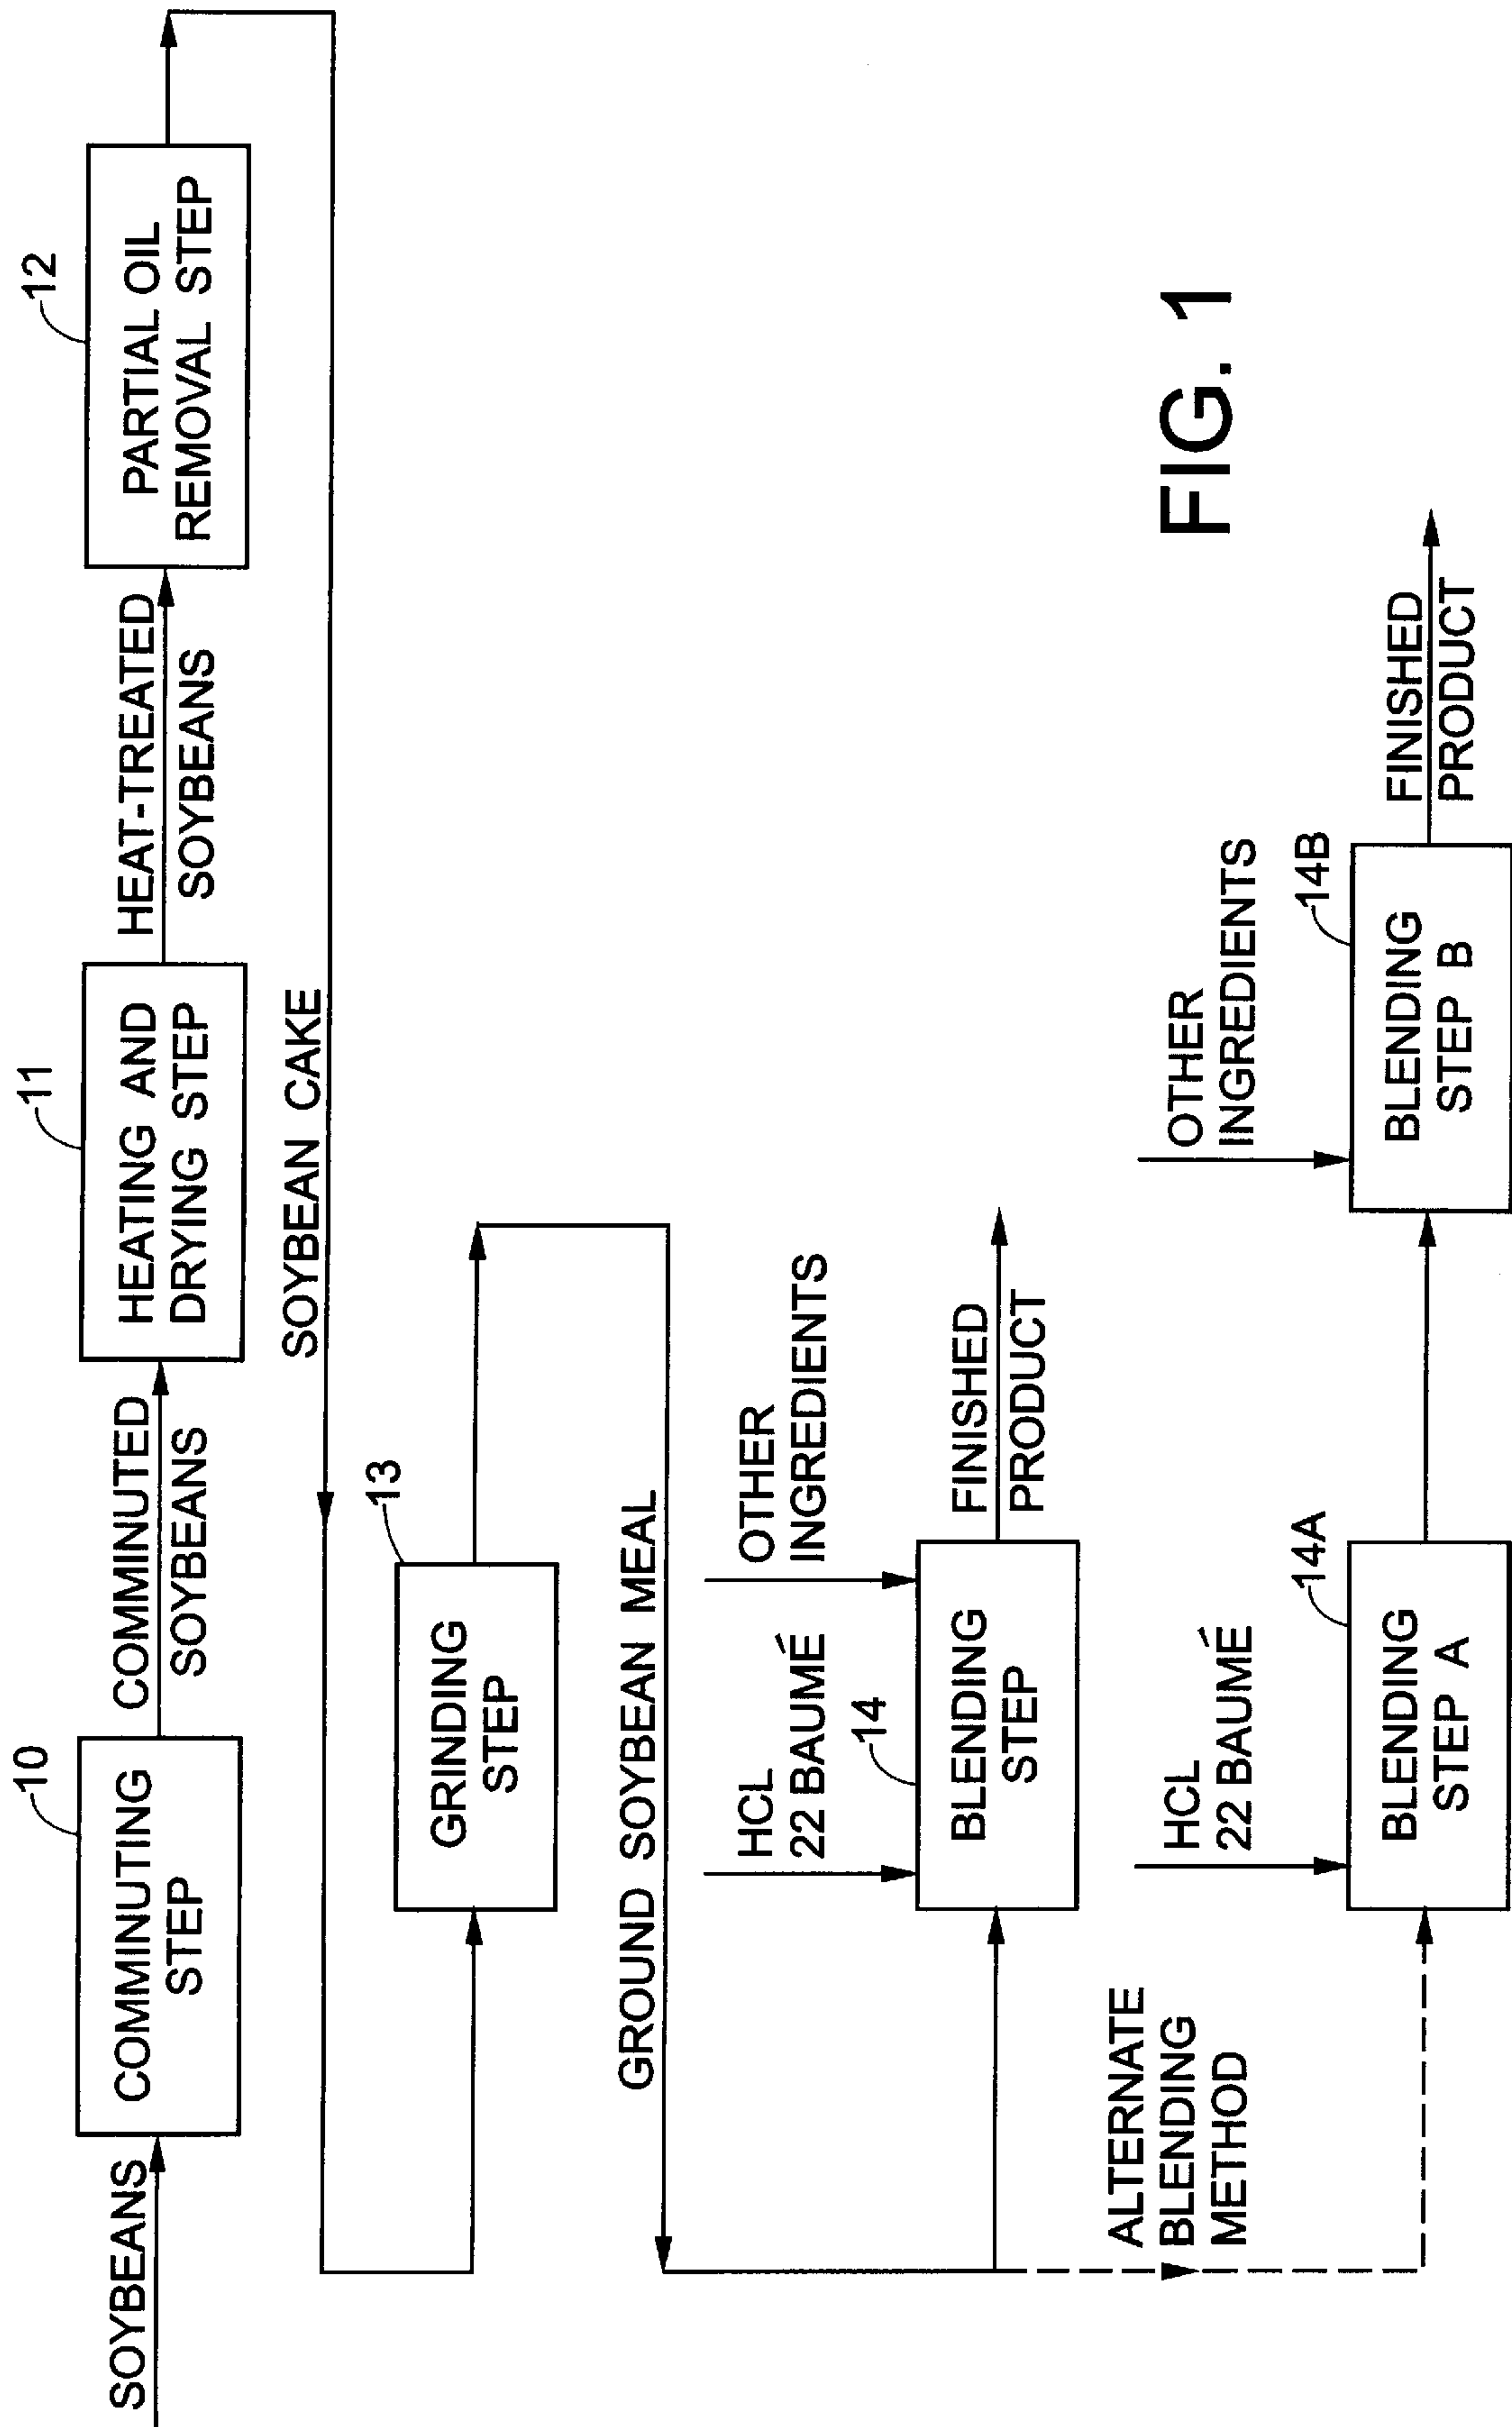 SOYBEANS
10
COMMINUTING
STEP
COMMINUTED
SOYBEANS
11
HEATING AND
DRYING STEP
HEAT-TREATED
SOYBEANS
12
PARTIAL OIL
REMOVAL STEP
SOYBEAN CAKE
13
GRINDING
STEP
GROUND SOYBEAN MEAL
HCL
22 BAUMÉ
OTHER
INGREDIENTS
14
BLENDING
STEP
FINISHED
PRODUCT
ALTERNATE
BLENDING
METHOD
HCL
22 BAUMÉ
14A
BLENDING
STEP A
OTHER
INGREDIENTS
14B
BLENDING
STEP B
FINISHED
PRODUCT
FIG. 1